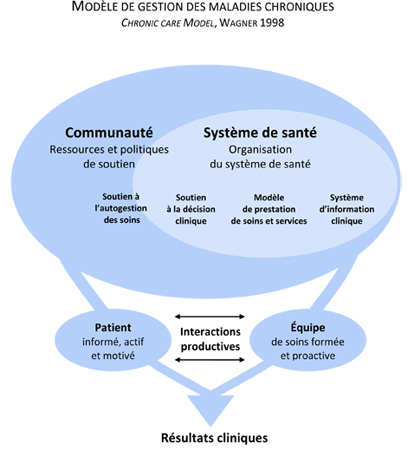 MODÈLE DE GESTION DES MALADIES CHRONIQUES
CHRONIC CARE MODEL, WAGNER 1998
Communauté
Ressources et politiques
de soutien
Système de santé
Organisation
du système de santé
Soutien à
l'autogestion
des soins
Soutien
à la décision
clinique
Modèle
de prestation
de soins et services
Système
d'information
clinique
Patient
informé, actif
et motivé
Interactions
productives
Équipe
de soins formée
et proactive
Résultats cliniques